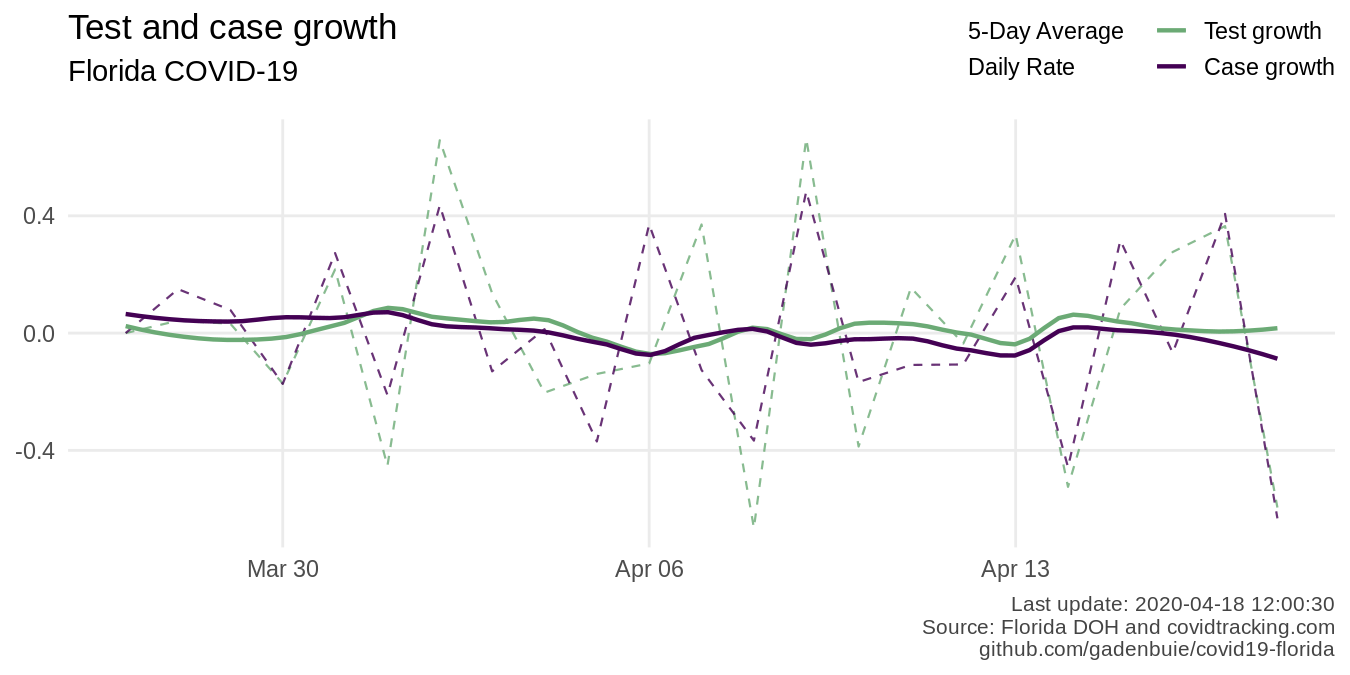 Test and case growth
Florida COVID-19
5-Day Average
Daily Rate
Test growth
Case growth
0.4
0.0
-0.4
Mar 30
Apr 06
Apr 13
Last update: 2020-04-18 12:00:30
Source: Florida DOH and covidtracking.com
github.com/gadenbuie/covid19-florida